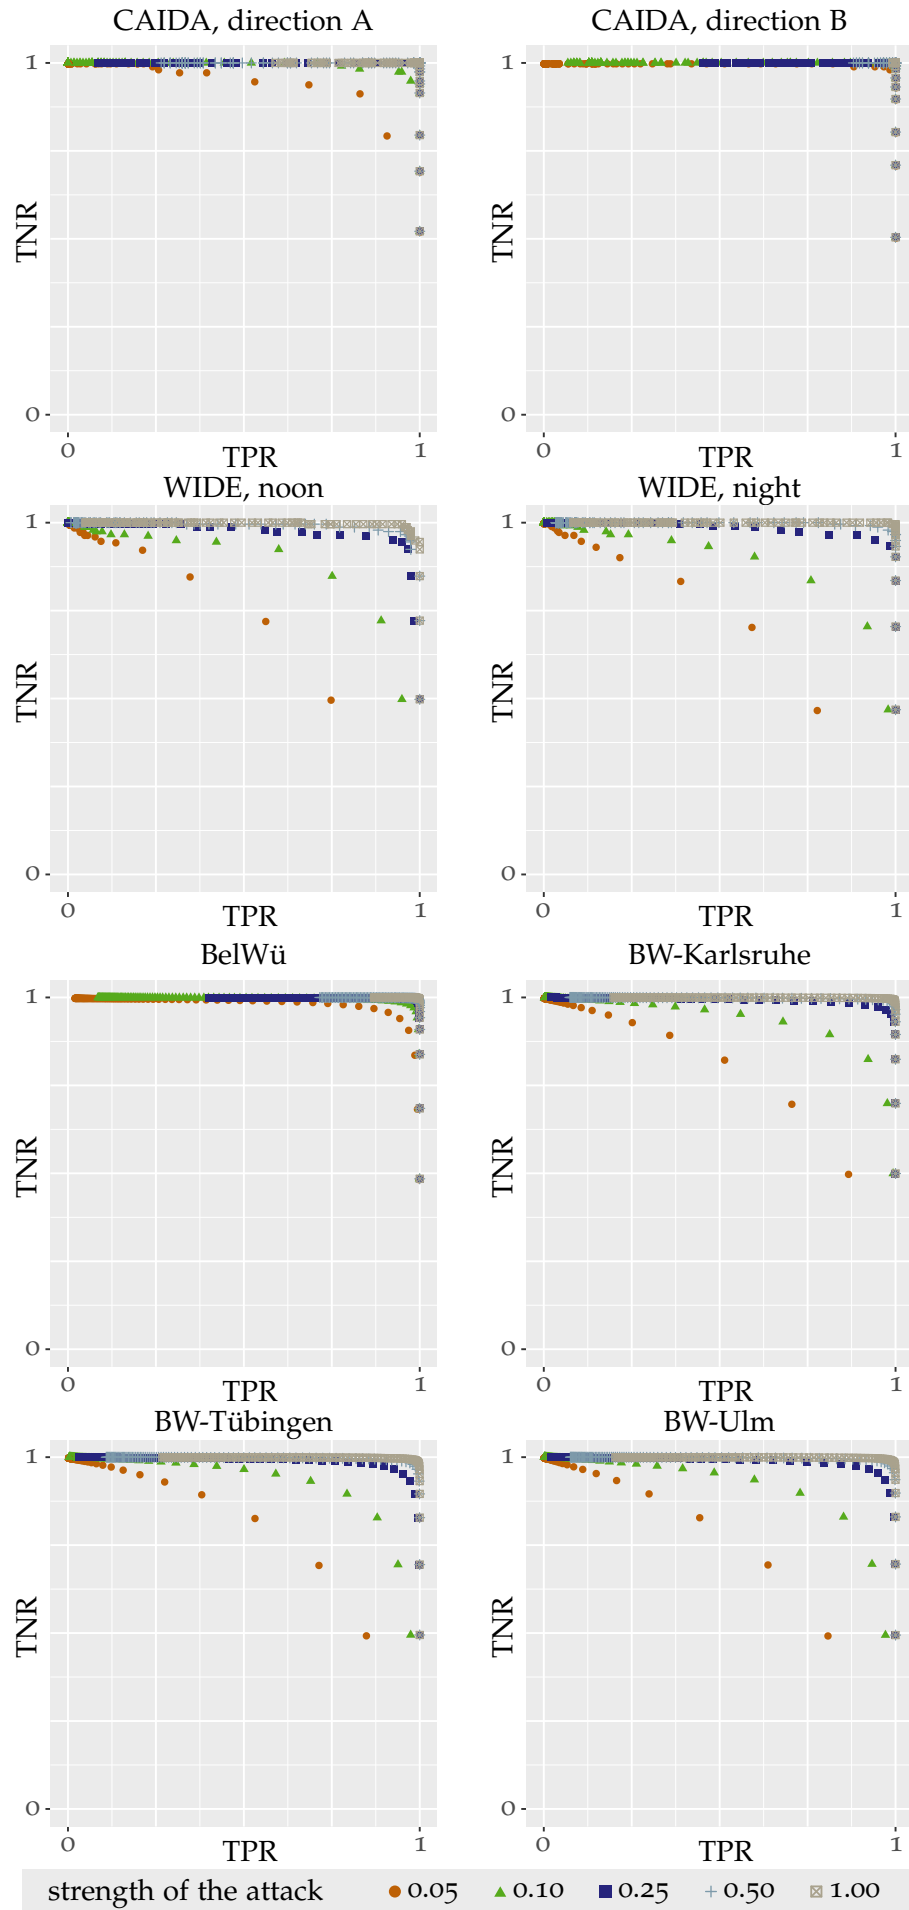 CAIDA, direction A
CAIDA, direction B
1
TNR
0
0
TPR
1
1
TNR
0
0
TPR
1
WIDE, noon
WIDE, night
1
TNR
0
0
TPR
1
1
TNR
0
0
TPR
1
BelWü
BW-Karlsruhe
1
TNR
0
0
TPR
1
1
TNR
0
0
TPR
1
BW-Tübingen
BW-Ulm
1
TNR
0
0
TPR
1
1
TNR
0
0
TPR
1
strength of the attack 0.05 0.10 0.25 0.50 1.00